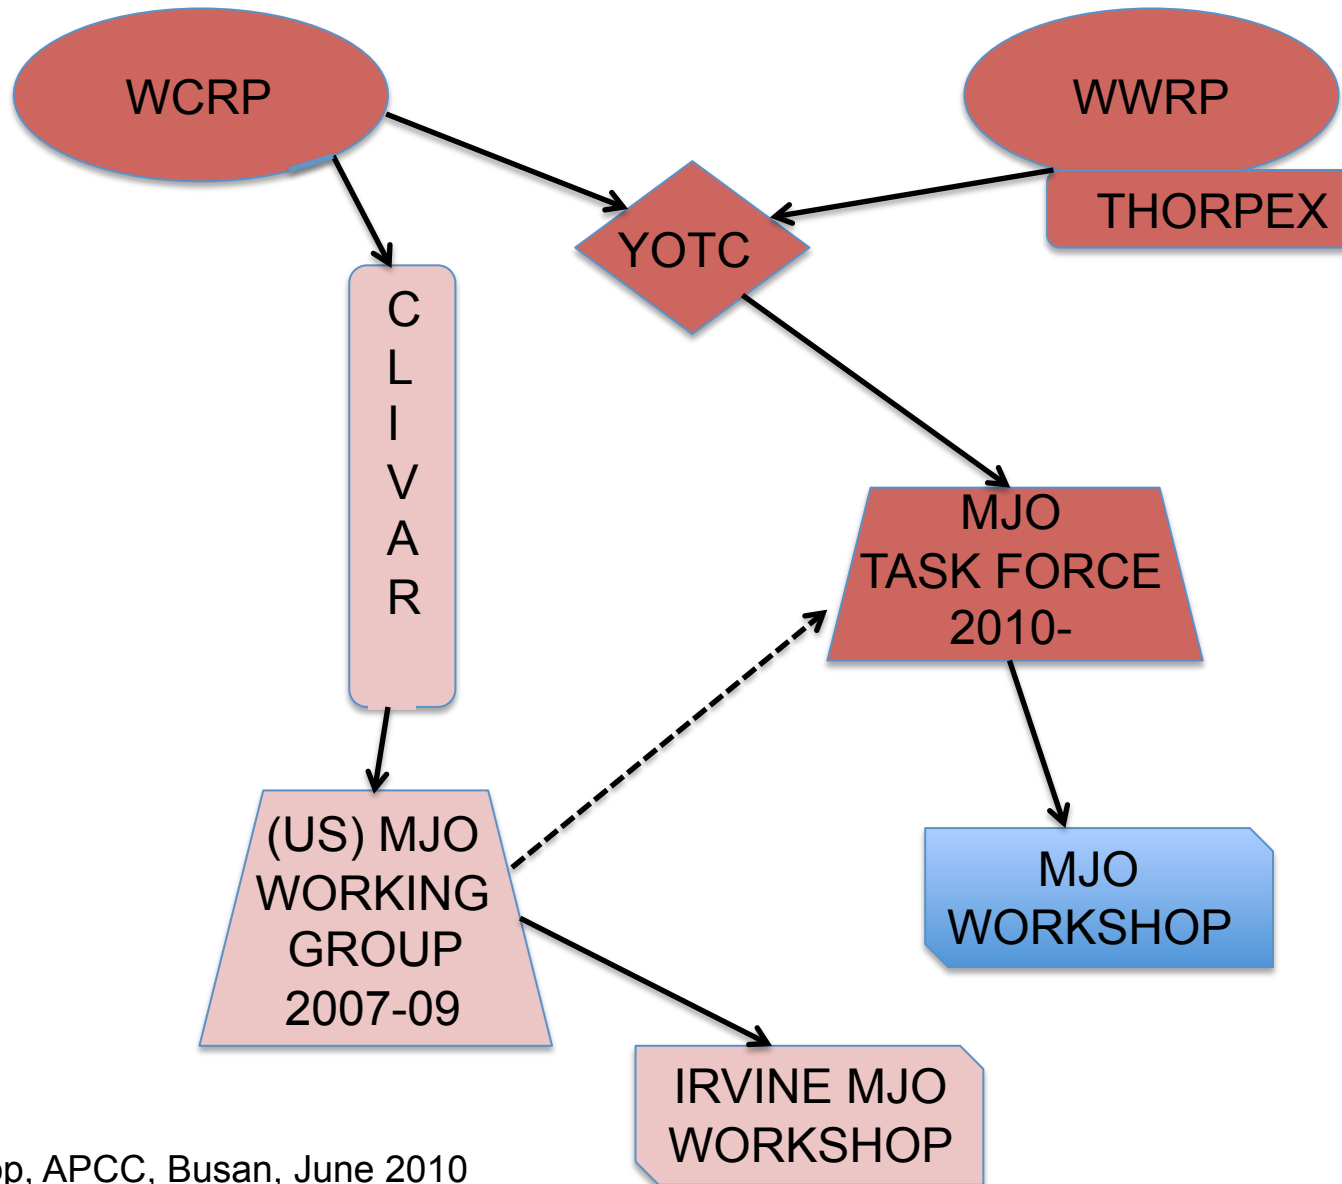 WCRP
WWRP
THORPEX
YOTC
C
L
I
V
A
R
MJO
TASK FORCE
2010-
(US) MJO
WORKING
GROUP
2007-09
MJO
WORKSHOP
IRVINE MJO
WORKSHOP
APCC, Busan, June 2010